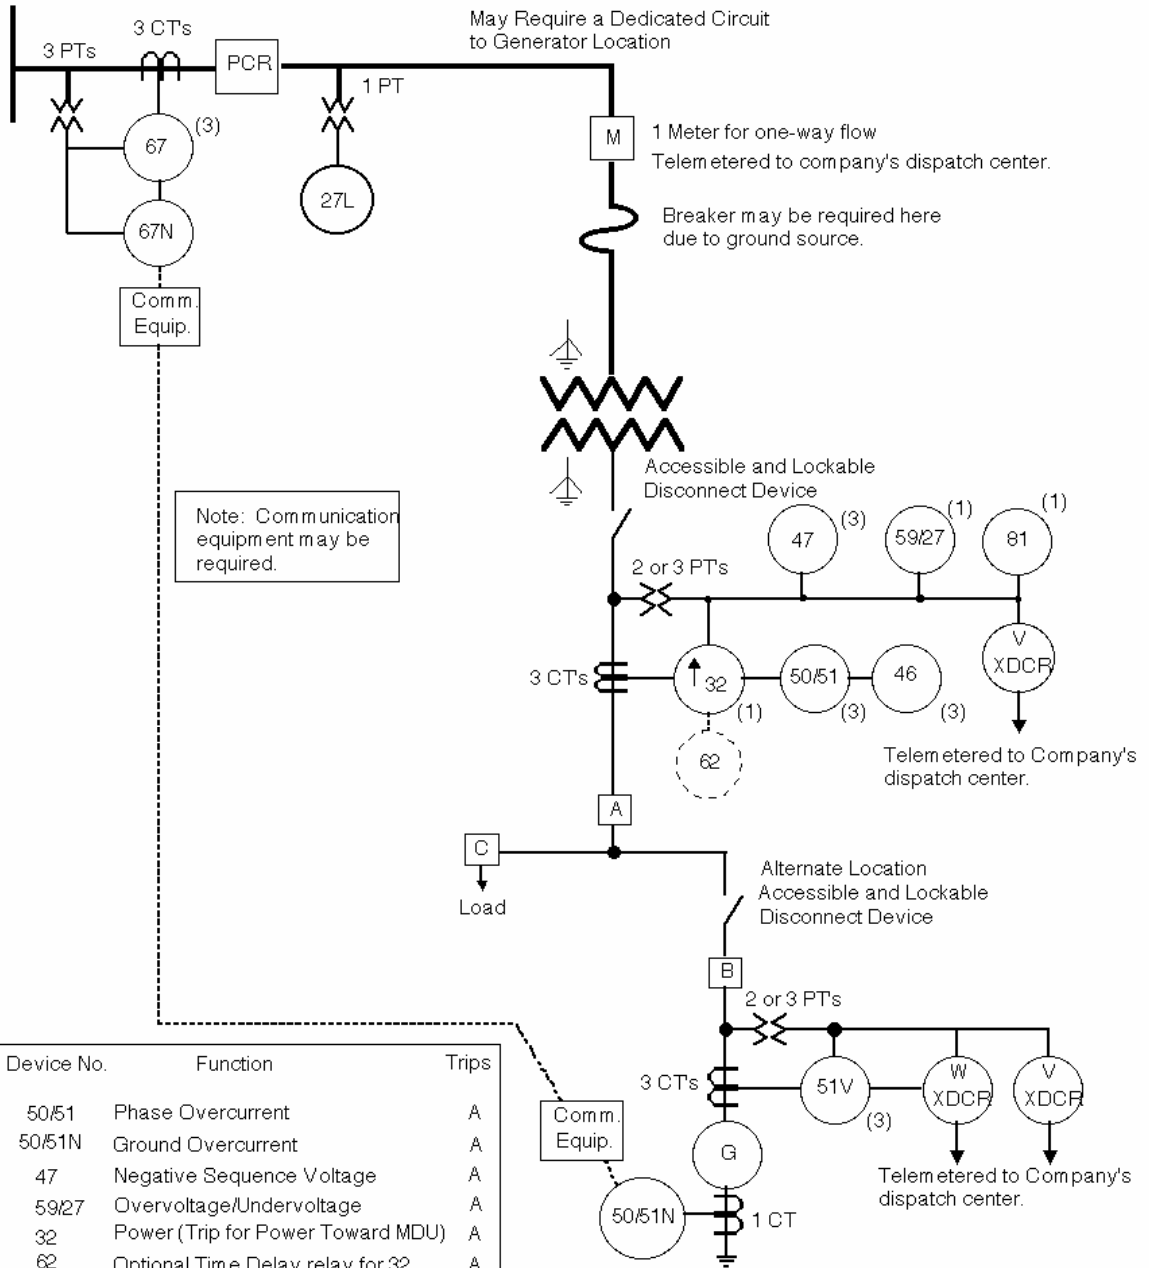 May Require a Dedicated Circuit
to Generator Location
3 CT's
3 PTs
PCR
1 PT
(3)
67
M
1 Meter for one-way flow
Telemetered to company's dispatch center.
27L
67N
Breaker may be required here
due to ground source.
Comm.
Equip.
Accessible and Lockable
Disconnect Device
Note: Communication
equipment may be
required.
47
(3)
59/27
(1)
81
(1)
2 or 3 PT's
V
XDCR
3 CT's
32
(1)
50/51
(3)
46
(3)
62
Telemetered to Company's
dispatch center.
A
C
Load
Alternate Location
Accessible and Lockable
Disconnect Device
B
2 or 3 PT's
3 CT's
51V
(3)
W
XDCR
V
XDCR
Comm.
Equip.
G
Telemetered to Company's
dispatch center.
50/51N
1 CT
Device No. Function Trips
50/51 Phase Overcurrent A
50/51N Ground Overcurrent A
47 Negative Sequence Voltage A
59/27 Overvoltage/Undervoltage A
32 Power (Trip for Power Toward MDU) A
62 Optional Time Delay relay for 32 A